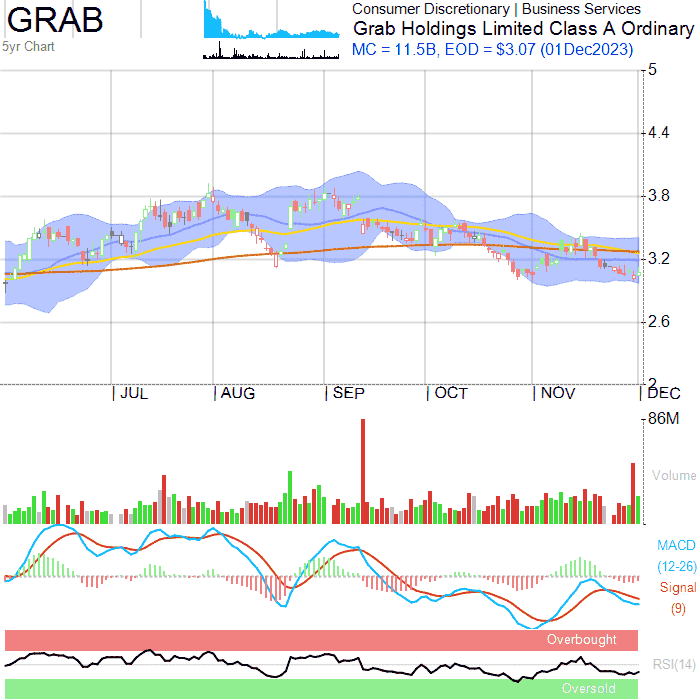 GRAB
5yr Chart
Consumer Discretionary | Business Services
Grab Holdings Limited Class A Ordinary
MC = 11.5B, EOD = $3.07 (01Dec2023)
5
4.4
3.8
3.2
2.6
2
JUL
AUG
SEP
OCT
NOV
DEC
86M
Volume
MACD
(12-26)
Signal
(9)
Overbought
RSI(14)
Oversold